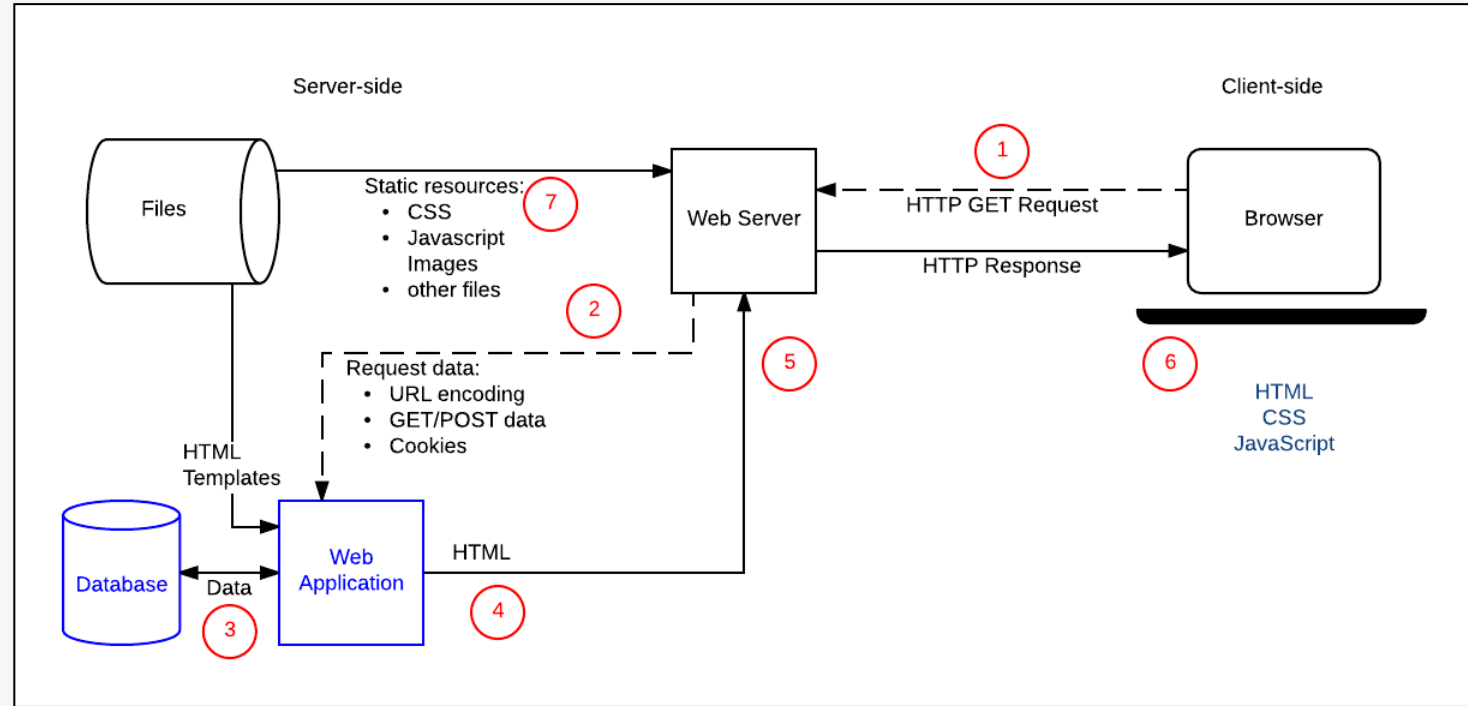 Server-side
Client-side
1
Files
Static resources:
• CSS
• Javascript
Images
• other files
7
Web Server
HTTP GET Request
HTTP Response
Browser
2
Request data:
• URL encoding
• GET/POST data
• Cookies
5
6
HTML
CSS
JavaScript
HTML
Templates
Database
Data
3
Web
Application
HTML
4